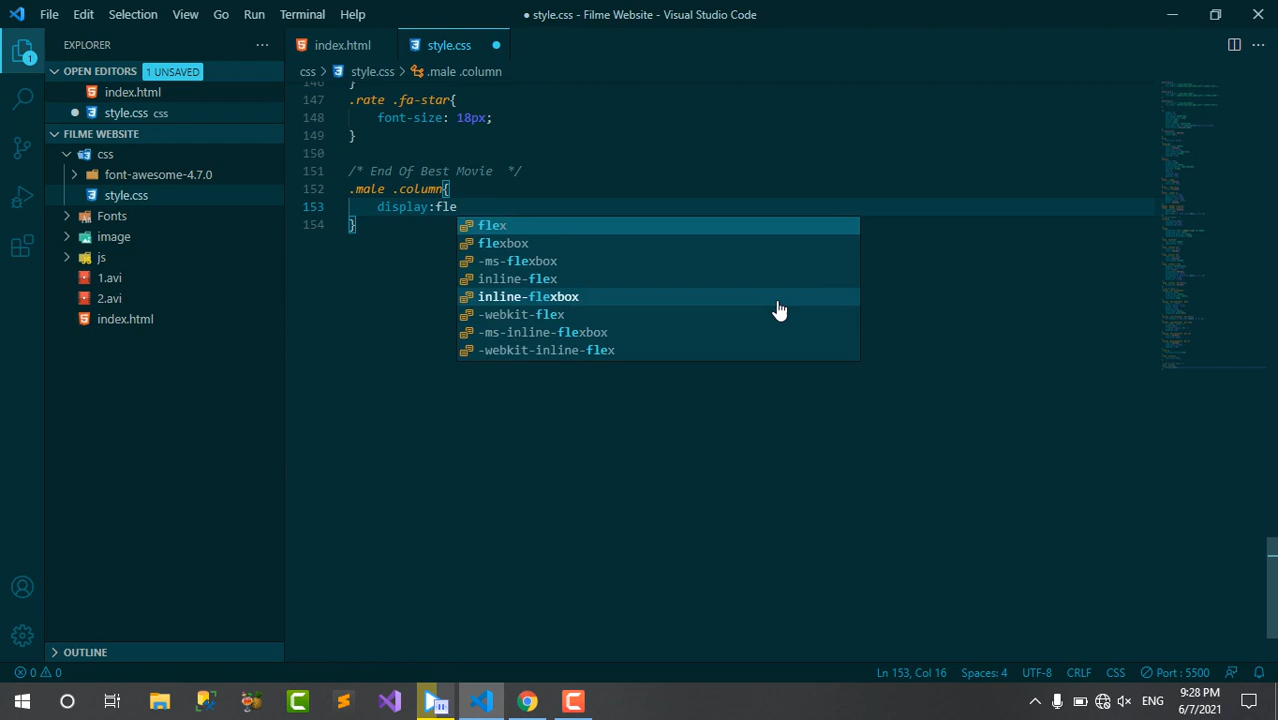 File Edit Selection View Go Run Terminal Help
● style.css - Filme Website - Visual Studio Code
EXPLORER
index.html
style.css
OPEN EDITORS 1 UNSAVED
css > style.css > .male .column
index.html
style.css css
FILME WEBSITE
css
font-awesome-4.7.0
style.css
Fonts
image
js
1.avi
2.avi
index.html
OUTLINE
1
146 }
147 .rate .fa-star{
148 font-size: 18px;
149 }
150
151 /* End Of Best Movie */
152 .male .column{
153 display:fle
154 }
flex
flexbox
-ms-flexbox
inline-flex
inline-flexbox
-webkit-flex
-ms-inline-flexbox
-webkit-inline-flex
0 0
Ln 153, Col 16 Spaces: 4 UTF-8 CRLF CSS Port : 5500
ENG
9:28 PM
6/7/2021